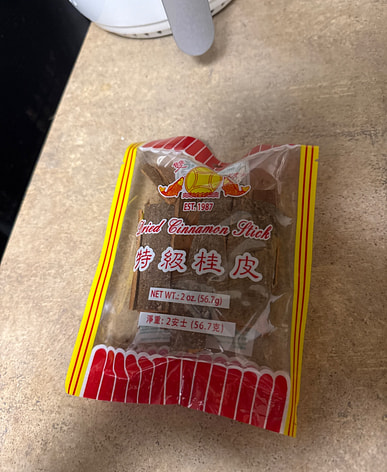 EST. 1987
Dried Cinnamon Stick
特級桂皮
NET WT.: 2 oz. (56.7g)
淨重: 2安士 (56.7克)